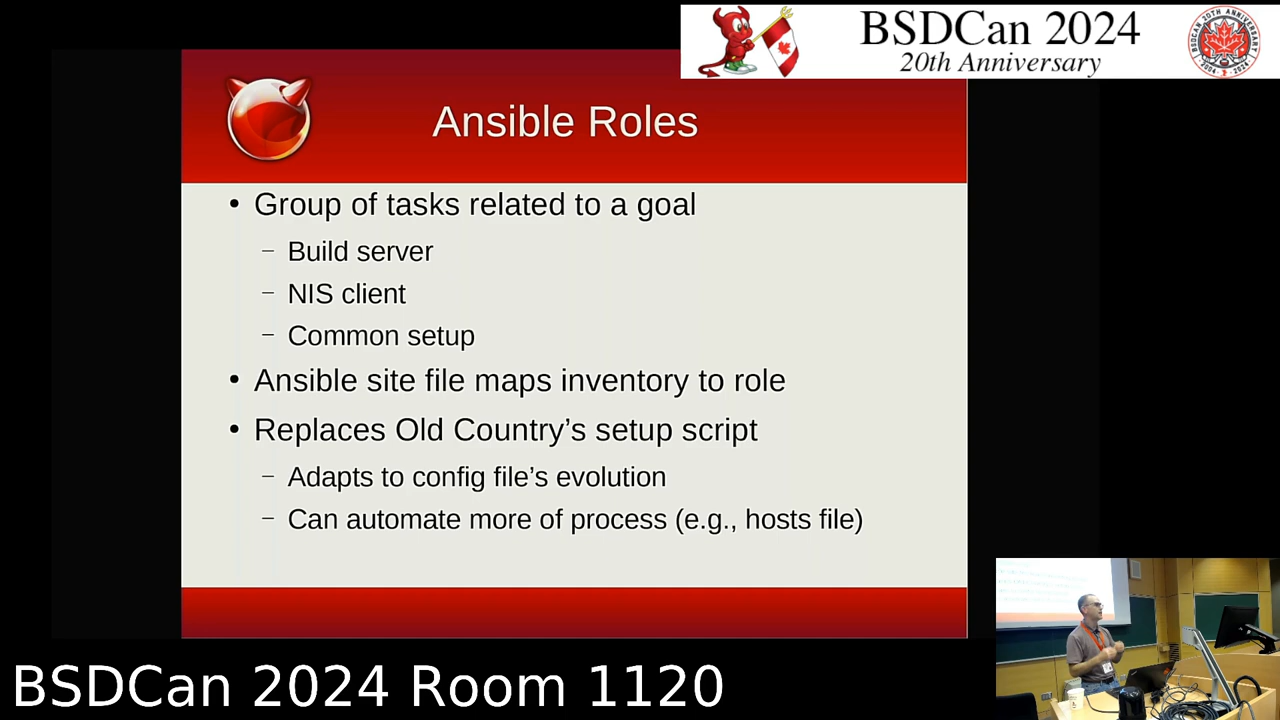 BSDCan 2024
20th Anniversary
Ansible Roles
• Group of tasks related to a goal
– Build server
– NIS client
– Common setup
• Ansible site file maps inventory to role
• Replaces Old Country’s setup script
– Adapts to config file’s evolution
– Can automate more of process (e.g., hosts file)
BSDCan 2024 Room 1120